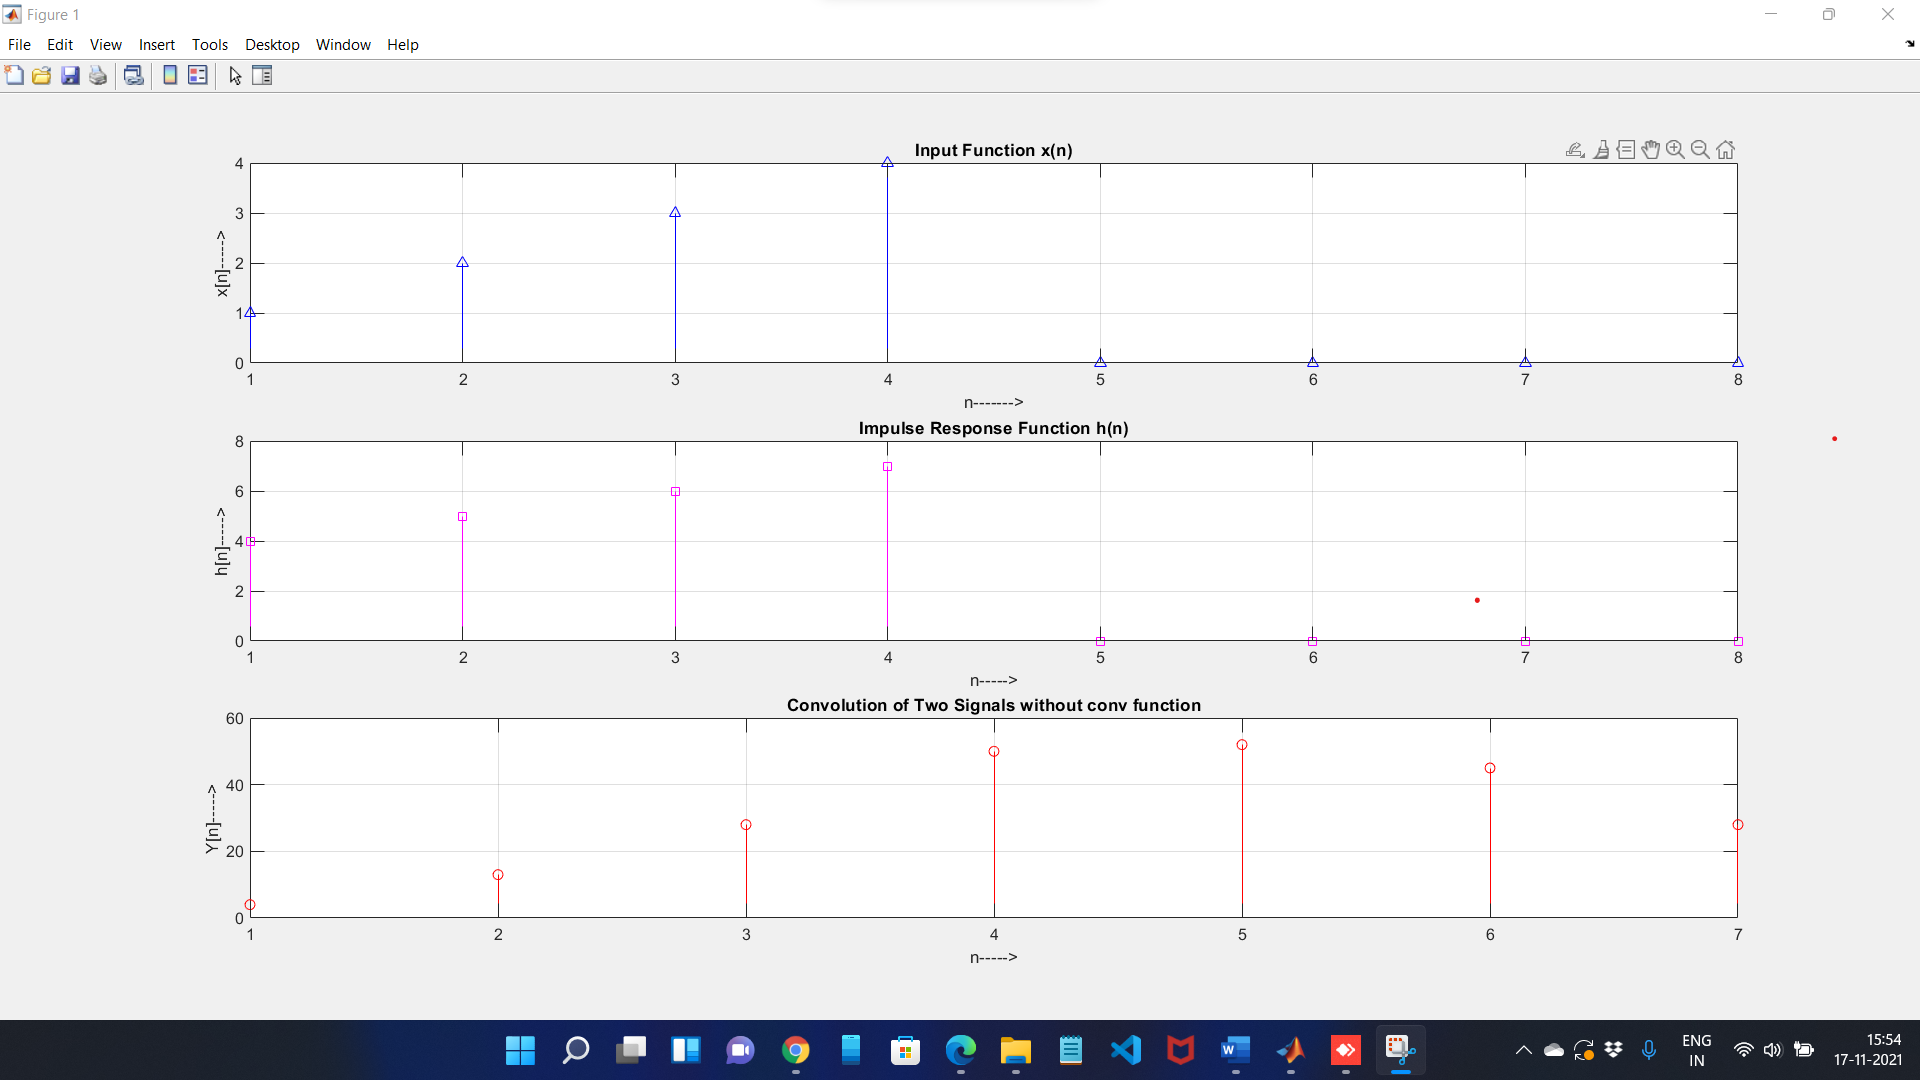 Figure 1
File Edit View Insert Tools Desktop Window Help
Input Function x(n)
4
3
2
1
0
x[n]----->
1 2 3 4 5 6 7 8
n------->
Impulse Response Function h(n)
8
6
4
2
0
h[n]----->
1 2 3 4 5 6 7 8
n----->
Convolution of Two Signals without conv function
60
40
20
0
Y[n]----->
1 2 3 4 5 6 7
n----->
W
ENG
IN
15:54
17-11-2021